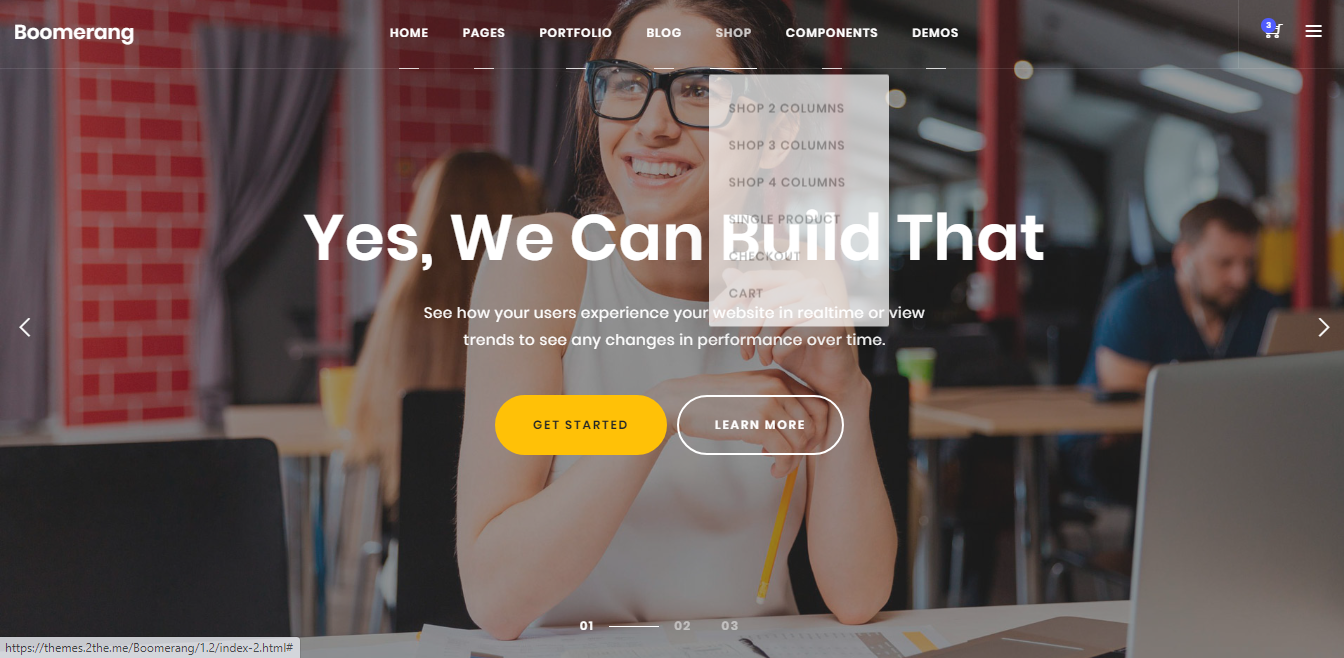 Boomerang
HOME PAGES PORTFOLIO BLOG SHOP COMPONENTS DEMOS
3
SHOP 2 COLUMNS
SHOP 3 COLUMNS
SHOP 4 COLUMNS
SINGLE PRODUCT
CHECKOUT
CART
Yes, We Can Build That
See how your users experience your website in realtime or view
trends to see any changes in performance over time.
GET STARTED LEARN MORE
01 02 03
https://themes.2the.me/Boomerang/1.2/index-2.html#